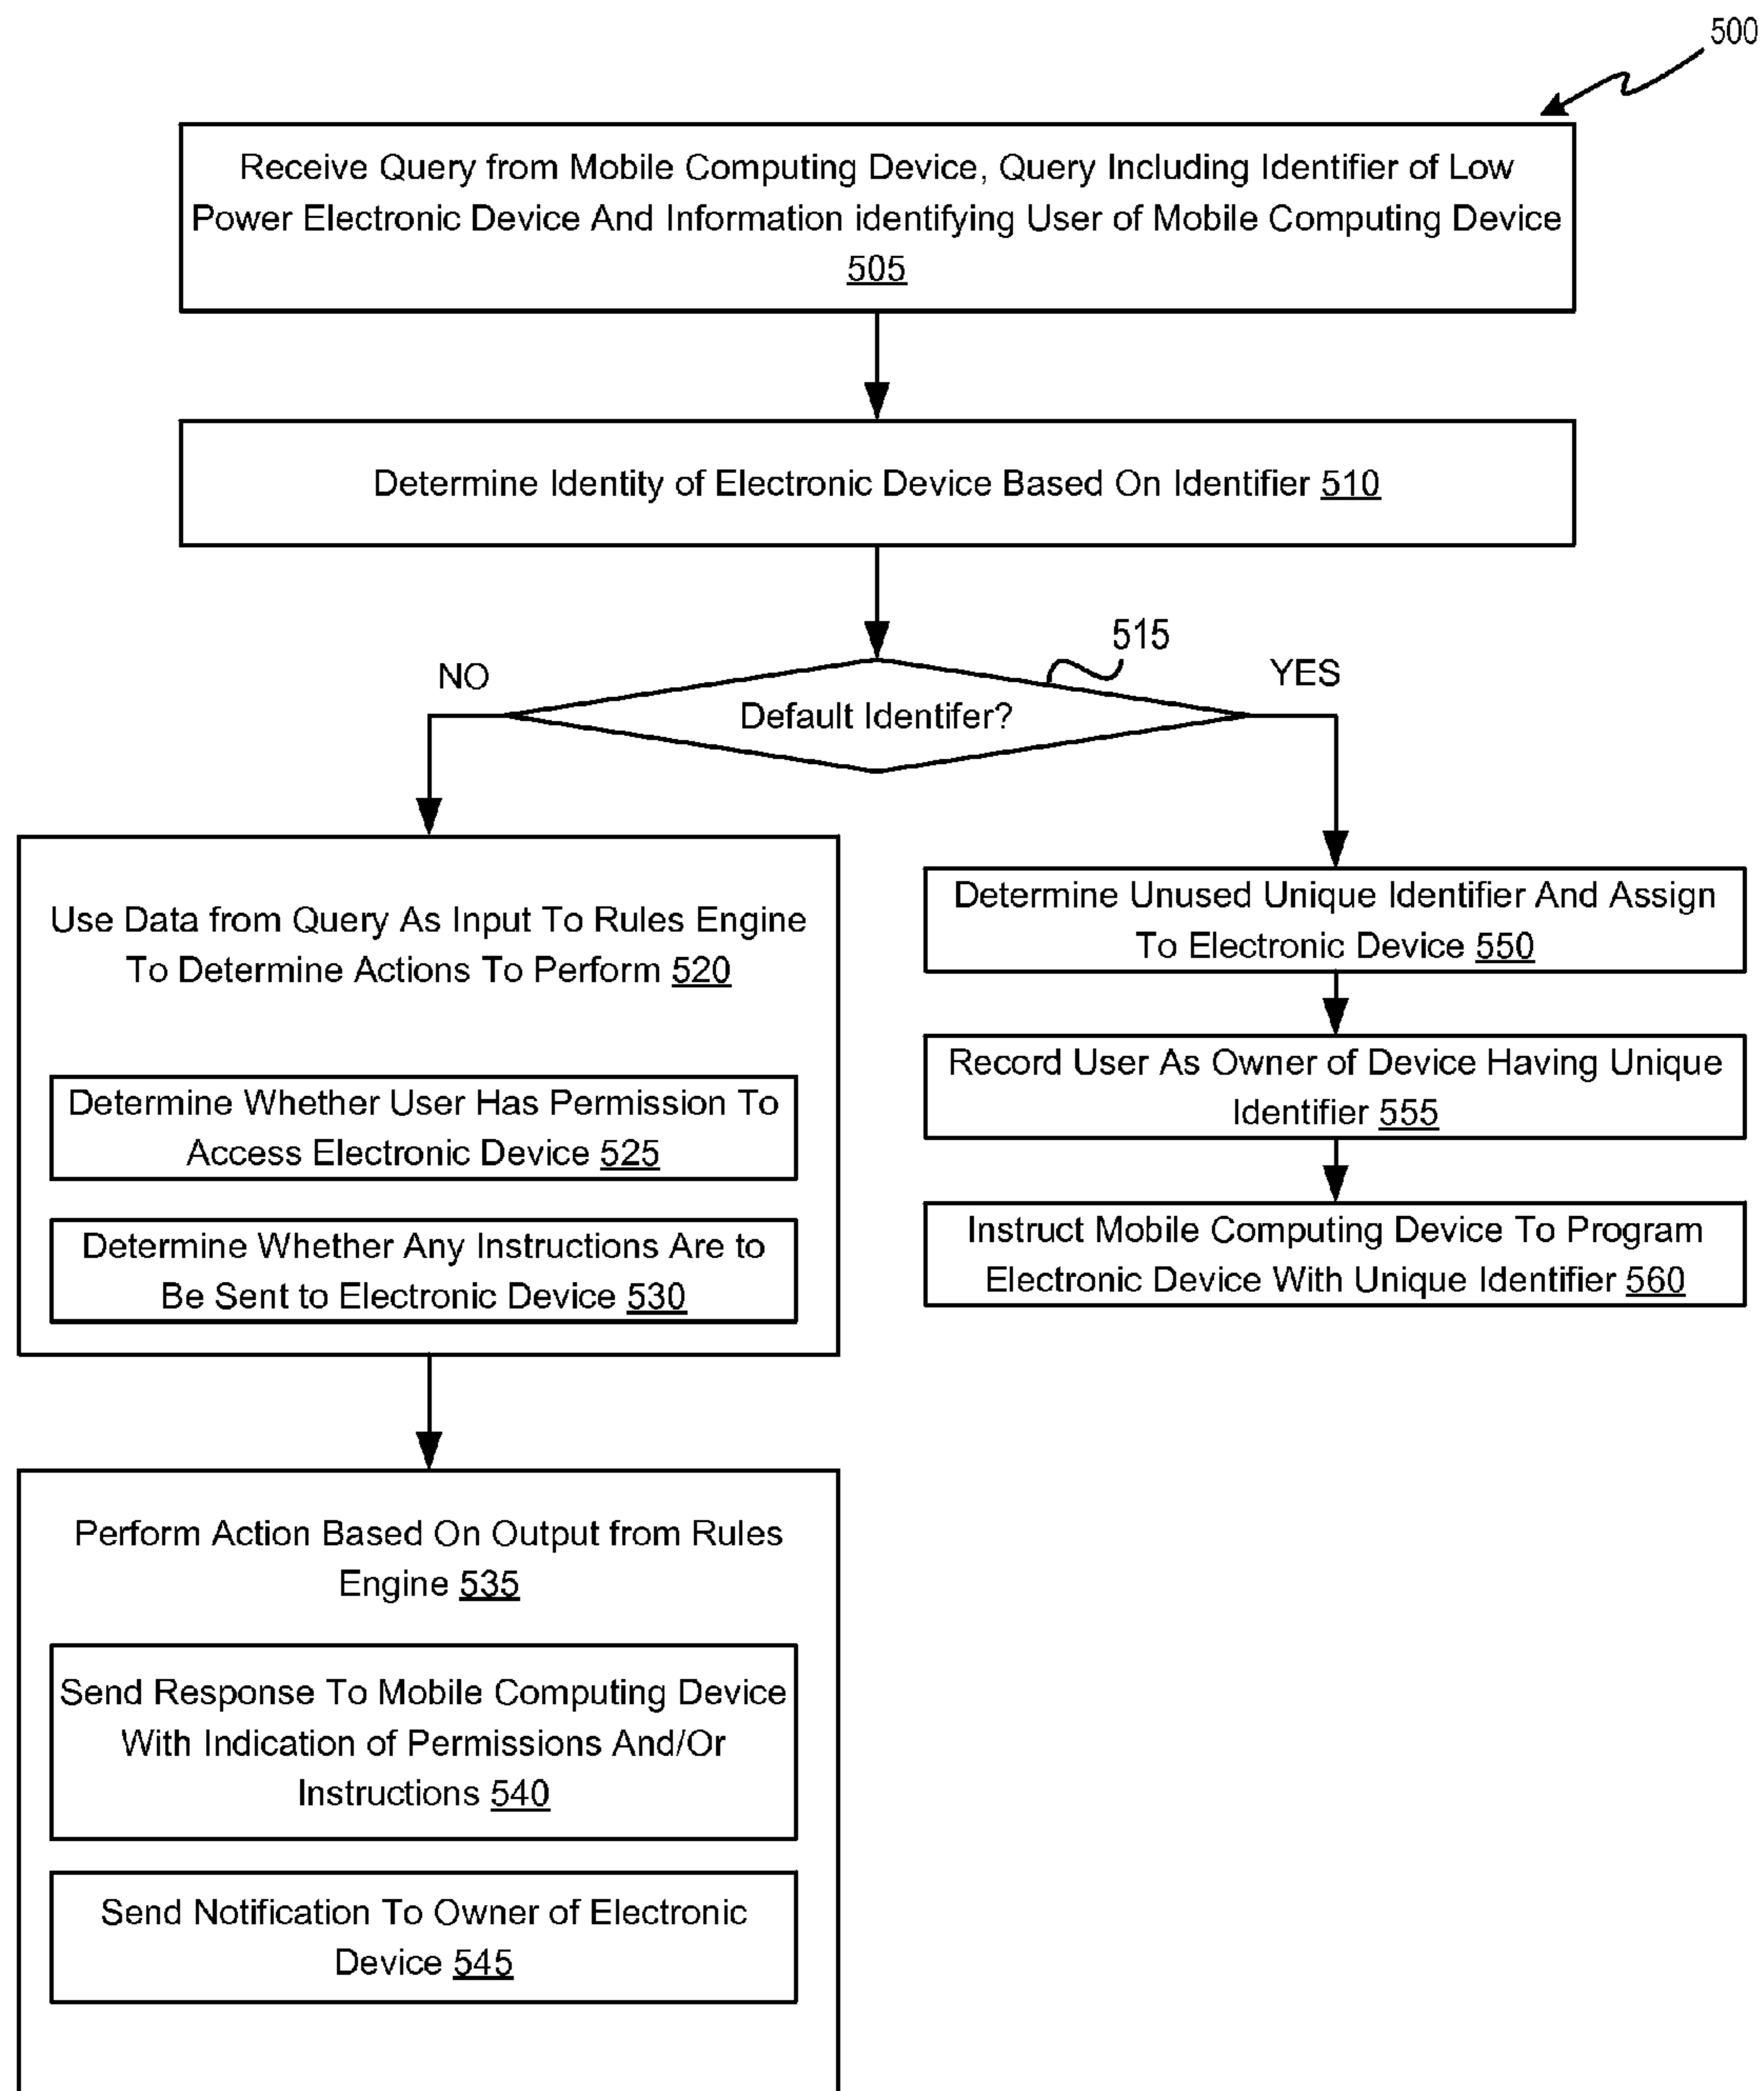 500
Receive Query from Mobile Computing Device, Query Including Identifier of Low
Power Electronic Device And Information identifying User of Mobile Computing Device
505
Determine Identity of Electronic Device Based On Identifier 510
515
NO
YES
Default Identifer?
Use Data from Query As Input To Rules Engine
To Determine Actions To Perform 520
Determine Whether User Has Permission To
Access Electronic Device 525
Determine Whether Any Instructions Are to
Be Sent to Electronic Device 530
Perform Action Based On Output from Rules
Engine 535
Send Response To Mobile Computing Device
With Indication of Permissions And/Or
Instructions 540
Send Notification To Owner of Electronic
Device 545
Determine Unused Unique Identifier And Assign
To Electronic Device 550
Record User As Owner of Device Having Unique
Identifier 555
Instruct Mobile Computing Device To Program
Electronic Device With Unique Identifier 560